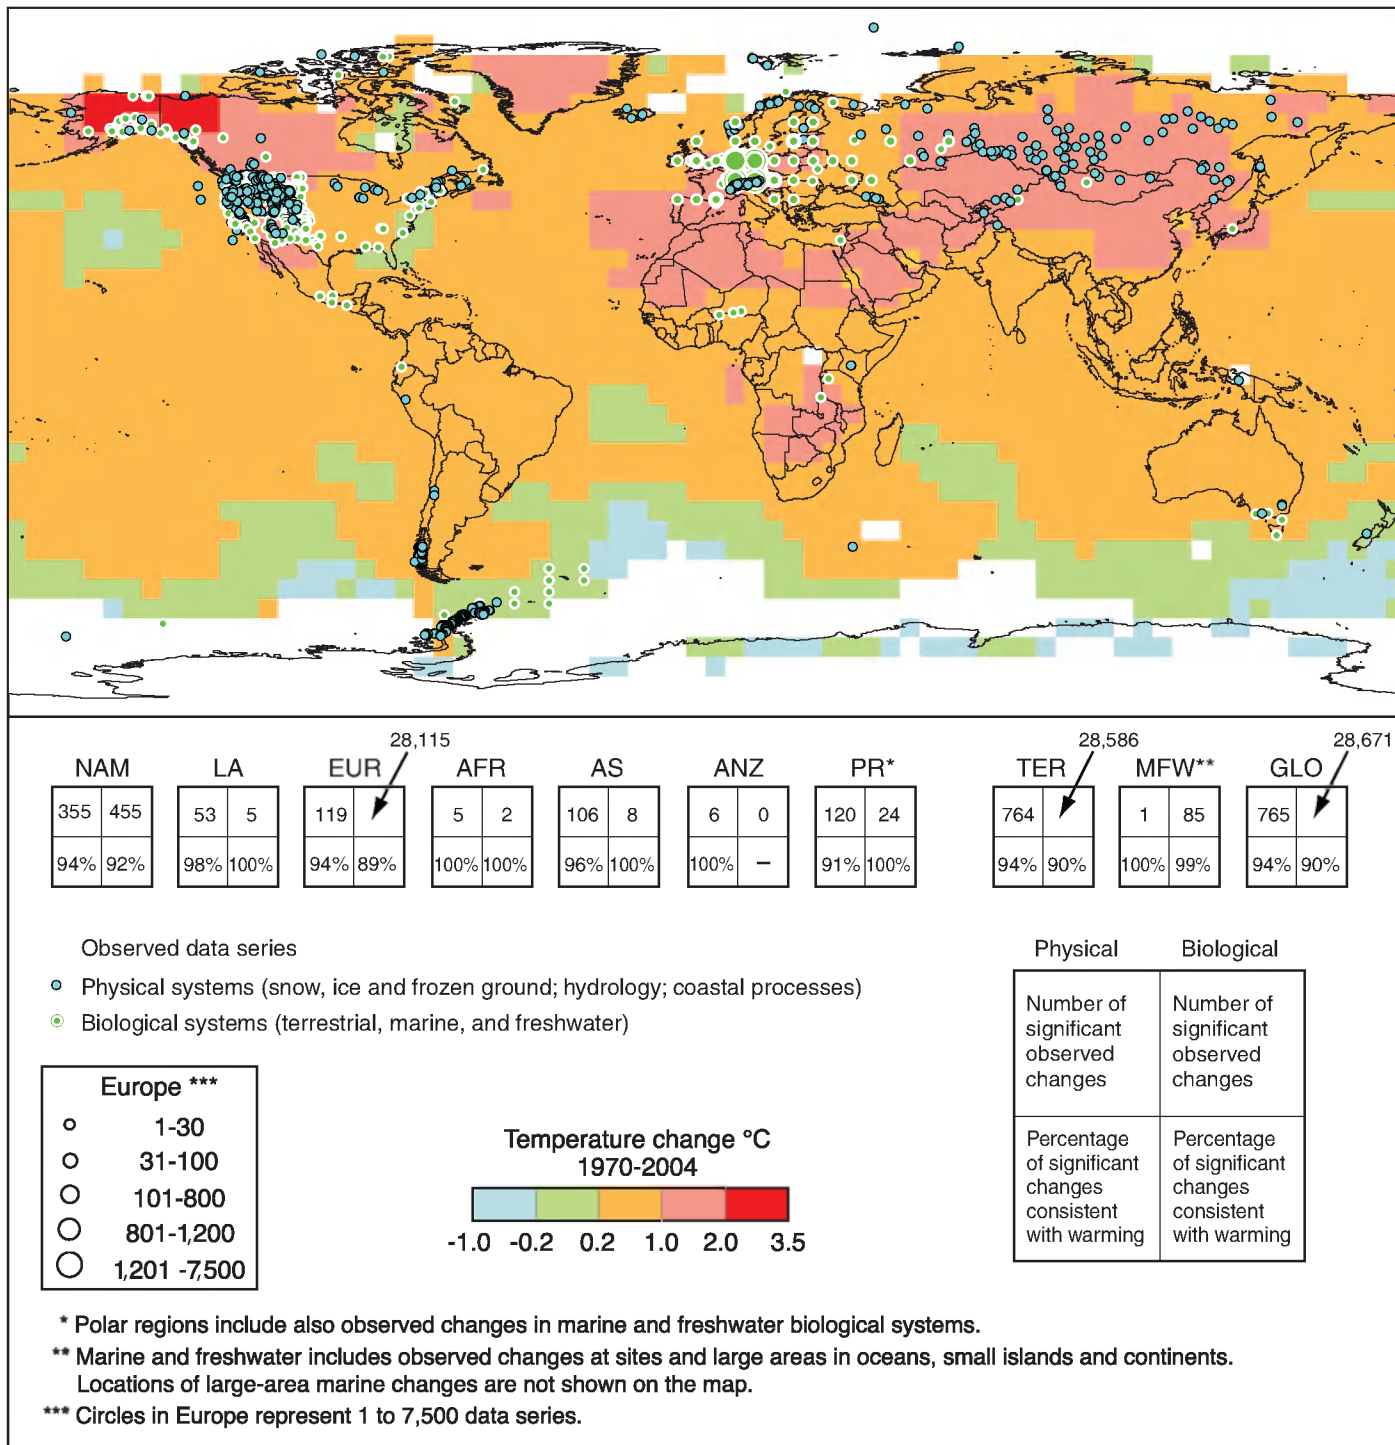 28,115 28,586 28,671
NAM LA EUR AFR AS ANZ PR* TER MFW** GLO
355 455 53 5 119 5 2 106 8 6 0 120 24 764 1 85 765
94% 92% 98% 100% 94% 89% 100% 100% 96% 100% 100% – 91% 100% 94% 90% 100% 99% 94% 90%
Observed data series
Physical systems (snow, ice and frozen ground; hydrology; coastal processes)
Biological systems (terrestrial, marine, and freshwater)
Physical Biological
Number of
significant
observed
changes
Number of
significant
observed
changes
Percentage
of significant
changes
consistent
with warming
Percentage
of significant
changes
consistent
with warming
Europe ***
1-30
31-100
101-800
801-1,200
1,201 -7,500
Temperature change °C
1970-2004
-1.0 -0.2 0.2 1.0 2.0 3.5
* Polar regions include also observed changes in marine and freshwater biological systems.
** Marine and freshwater includes observed changes at sites and large areas in oceans, small islands and continents.
Locations of large-area marine changes are not shown on the map.
*** Circles in Europe represent 1 to 7,500 data series.